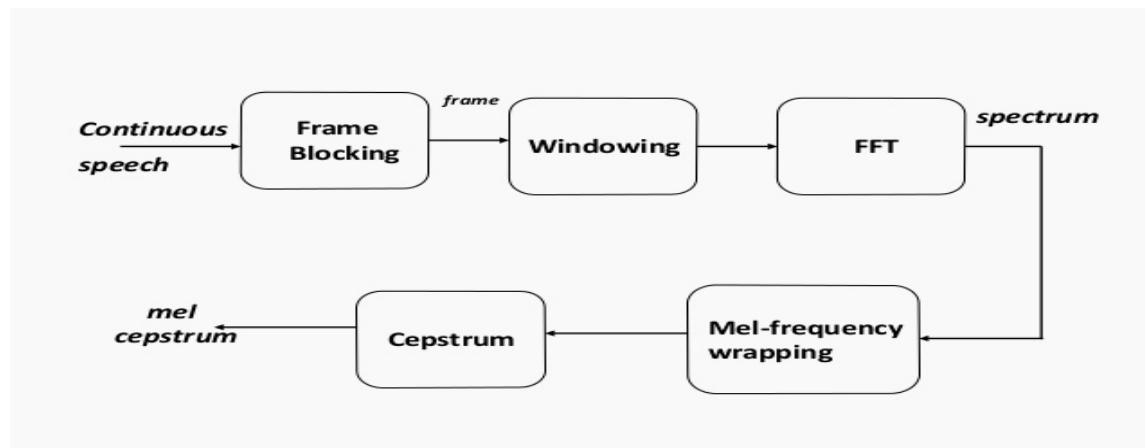 Continuous
speech
Frame
Blocking
frame
Windowing
FFT
spectrum
Mel-frequency
wrapping
Cepstrum
mel
cepstrum